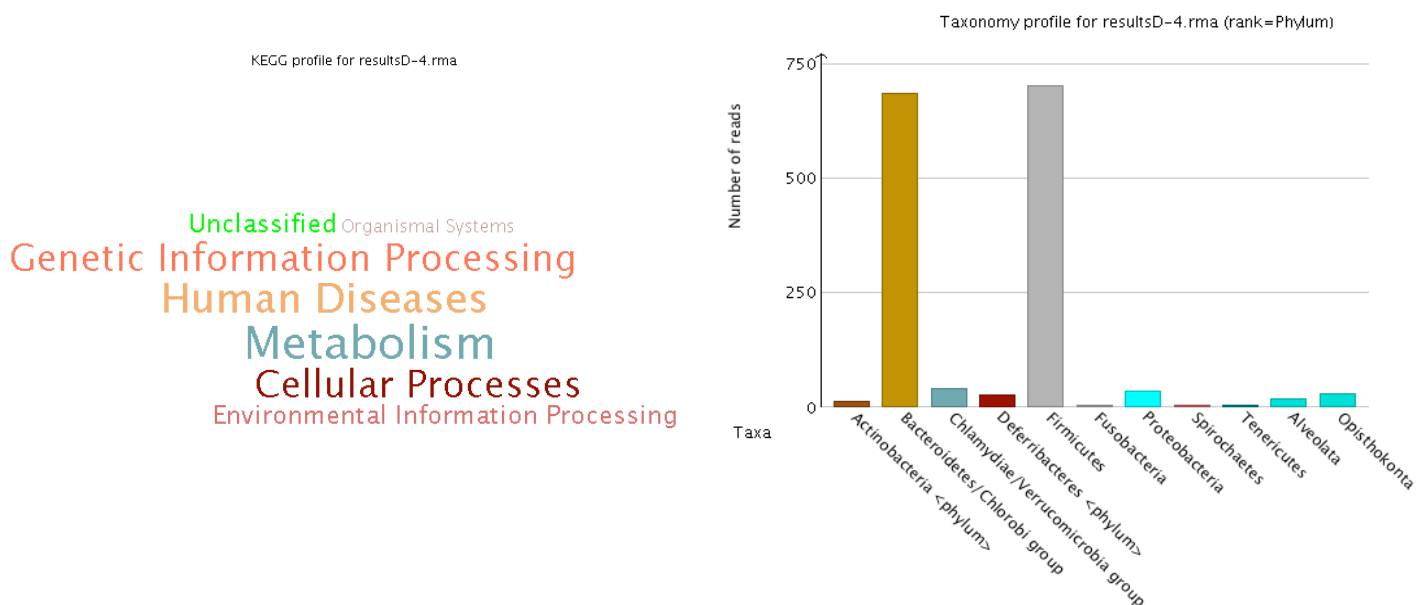 KEGG profile for resultsD-4.rma
Unclassified Organismal Systems
Genetic Information Processing
Human Diseases
Metabolism
Cellular Processes
Environmental Information Processing
Taxonomy profile for resultsD-4.rma (rank=Phylum)
Number of reads
750
500
250
0
Taxa
Actinobacteria <phylum>
Bacteroidetes/Chlorobi group
Chlamydiae/Verrucomicrobia group
Deferribacteres <phylum>
Firmicutes
Fusobacteria
Proteobacteria
Spirochaetes
Tenericutes
Alveolata
Opisthokonta